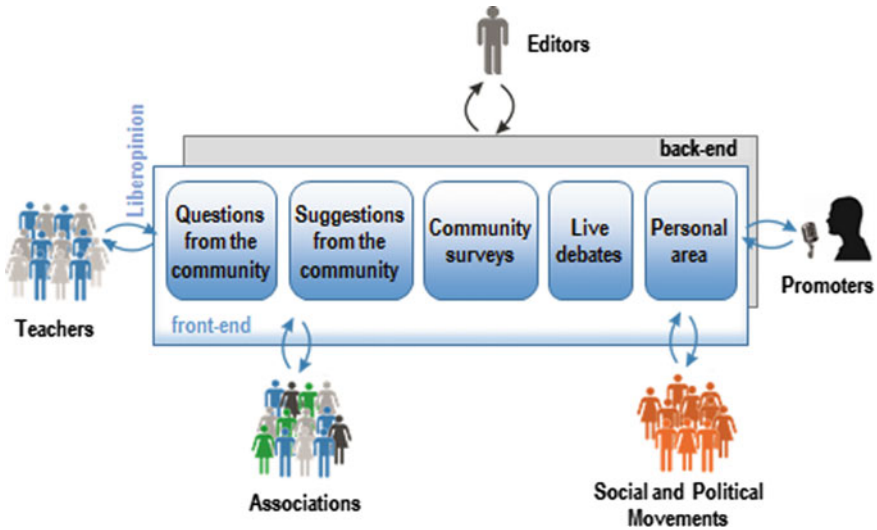 Editors
Liberopinion
back-end
Questions
from the
community
Suggestions
from the
community
Community
surveys
Live
debates
Personal
area
Teachers
front-end
Promoters
Associations
Social and Political
Movements